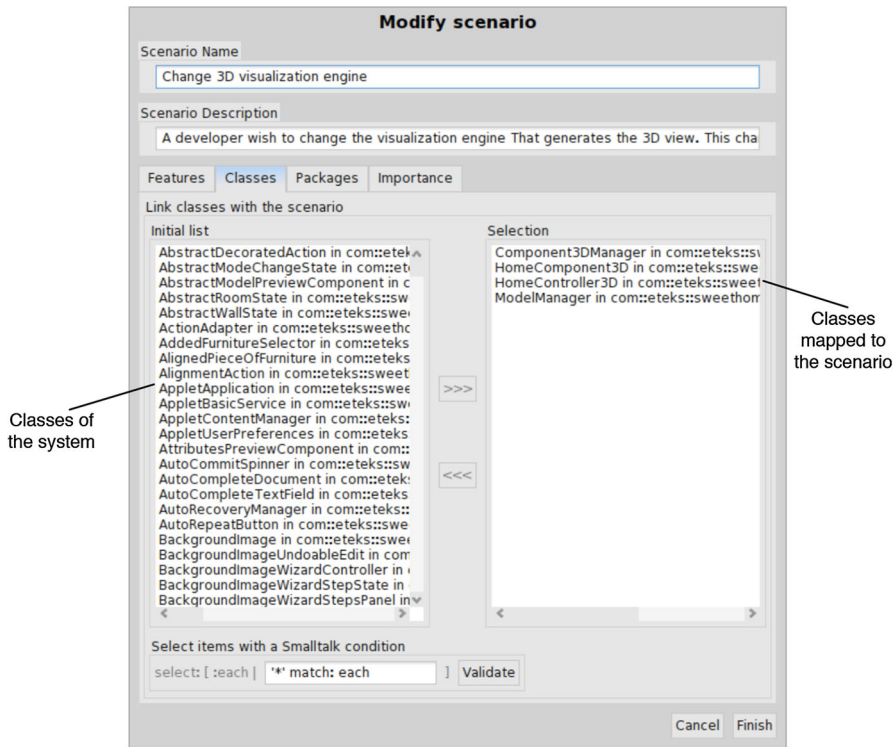 Modify scenario
Scenario Name
Change 3D visualization engine
Scenario Description
A developer wish to change the visualization engine That generates the 3D view. This cha
Features Classes Packages Importance
Link classes with the scenario
Initial list
AbstractDecoratedAction in com::etek
AbstractModeChangeState in com::ete
AbstractModelPreviewComponent in c
AbstractRoomState in com::eteks::sw
AbstractWallState in com::eteks::swee
ActionAdapter in com::eteks::sweetho
AddedFurnitureSelector in com::eteks
AlignedPieceOfFurniture in com::eteks
AlignmentAction in com::eteks::sweet
AppletApplication in com::eteks::swee
AppletBasicService in com::eteks::swe
AppletContentManager in com::eteks:
AppletUserPreferences in com::eteks
AttributesPreviewComponent in com::
AutoCommitSpinner in com::eteks::sw
AutoCompleteDocument in com::eteks
AutoCompleteTextField in com::eteks
AutoRecoveryManager in com::eteks:
AutoRepeatButton in com::eteks::swe
BackgroundImage in com::eteks::swee
BackgroundImageUndoableEdit in com
BackgroundImageWizardController in
BackgroundImageWizardStepState in
BackgroundImageWizardStepsPanel in
>>>
<<<
Selection
Component3DManager in com::eteks::s
HomeComponent3D in com::eteks::swe
HomeController3D in com::eteks::sweet
ModelManager in com::eteks::sweethom
Select items with a Smalltalk condition
select: [ :each | '*' match: each ] Validate
Cancel Finish
Classes of
the system
Classes
mapped to
the scenario